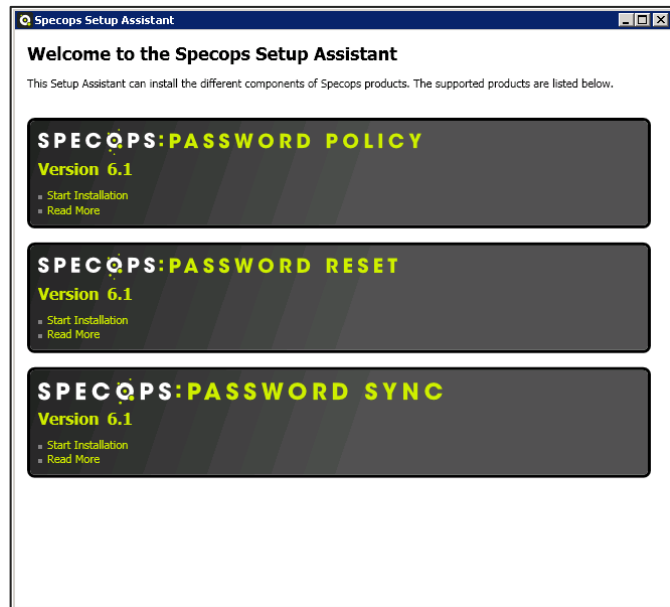 Specops Setup Assistant
Welcome to the Specops Setup Assistant
This Setup Assistant can install the different components of Specops products. The supported products are listed below.
SPECOPS:PASSWORD POLICY
Version 6.1
Start Installation
Read More
SPECOPS:PASSWORD RESET
Version 6.1
Start Installation
Read More
SPECOPS:PASSWORD SYNC
Version 6.1
Start Installation
Read More